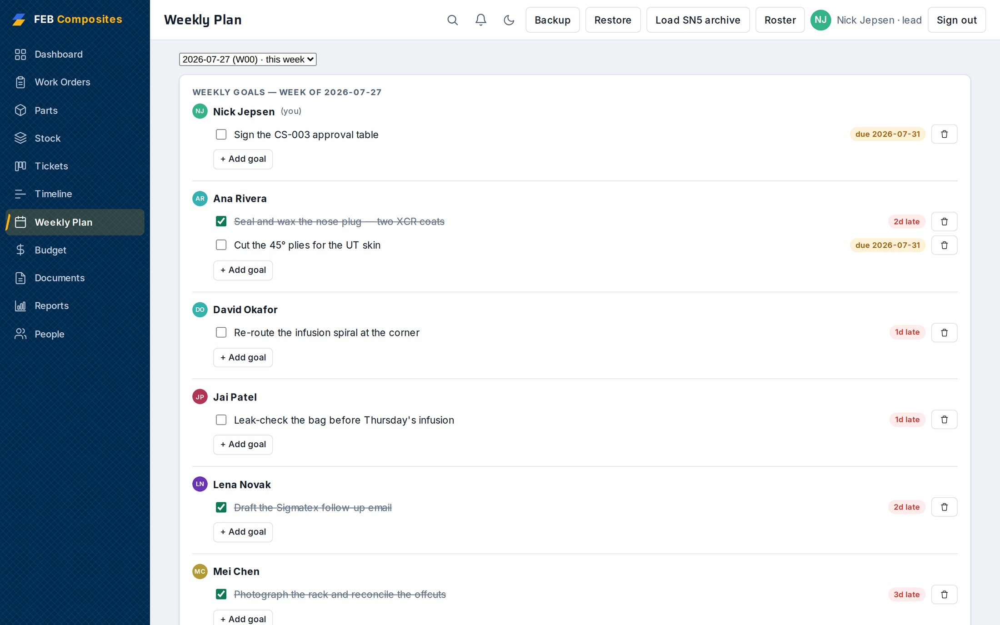 FEB Composites
Dashboard
Work Orders
Parts
Stock
Tickets
Timeline
Weekly Plan
Budget
Documents
Reports
People
Weekly Plan
Backup
Restore
Load SN5 archive
Roster
NJ
Nick Jepsen · lead
Sign out
2026-07-27 (W00) · this week
WEEKLY GOALS — WEEK OF 2026-07-27
NJ Nick Jepsen (you)
Sign the CS-003 approval table due 2026-07-31
+ Add goal
AR Ana Rivera
Seal and wax the nose plug — two XCR coats 2d late
Cut the 45° plies for the UT skin due 2026-07-31
+ Add goal
DO David Okafor
Re-route the infusion spiral at the corner 1d late
+ Add goal
JP Jai Patel
Leak-check the bag before Thursday's infusion 1d late
+ Add goal
LN Lena Novak
Draft the Sigmatex follow-up email 2d late
+ Add goal
MC Mei Chen
Photograph the rack and reconcile the offcuts 3d late
+ Add goal